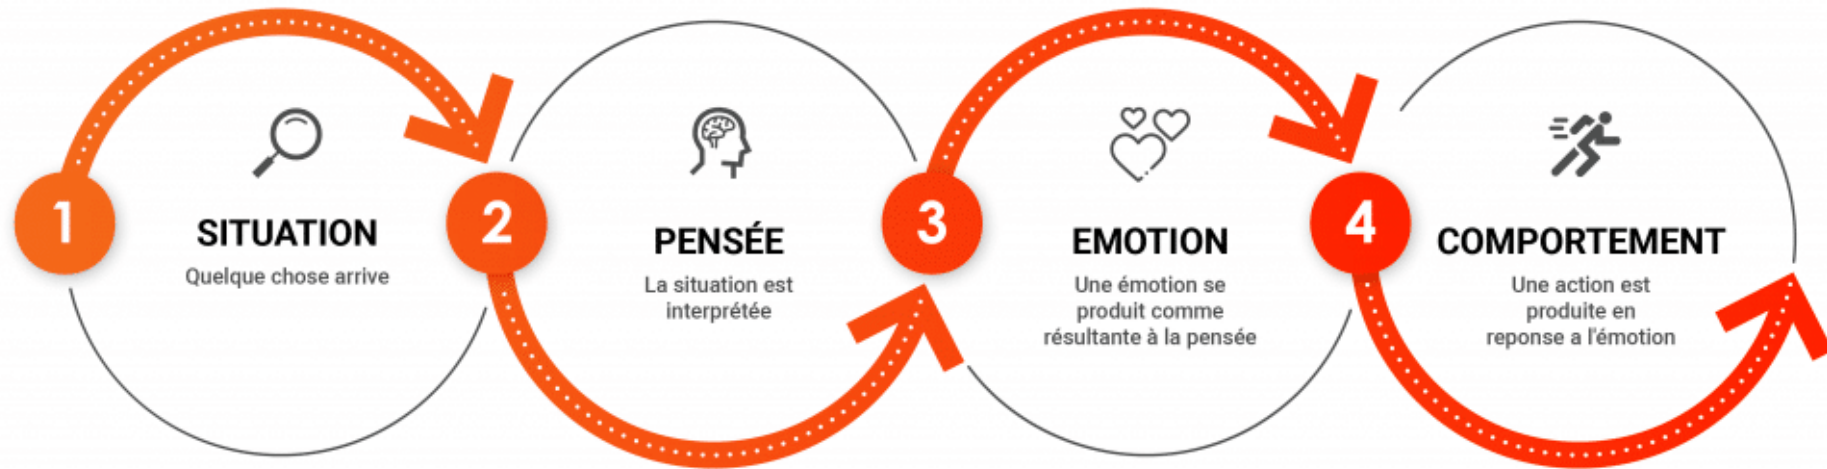 1
SITUATION
Quelque chose arrive
2
PENSÉE
La situation est
interprétée
3
EMOTION
Une émotion se
produit comme
résultante à la pensée
4
COMPORTEMENT
Une action est
produite en
reponse a l'émotion